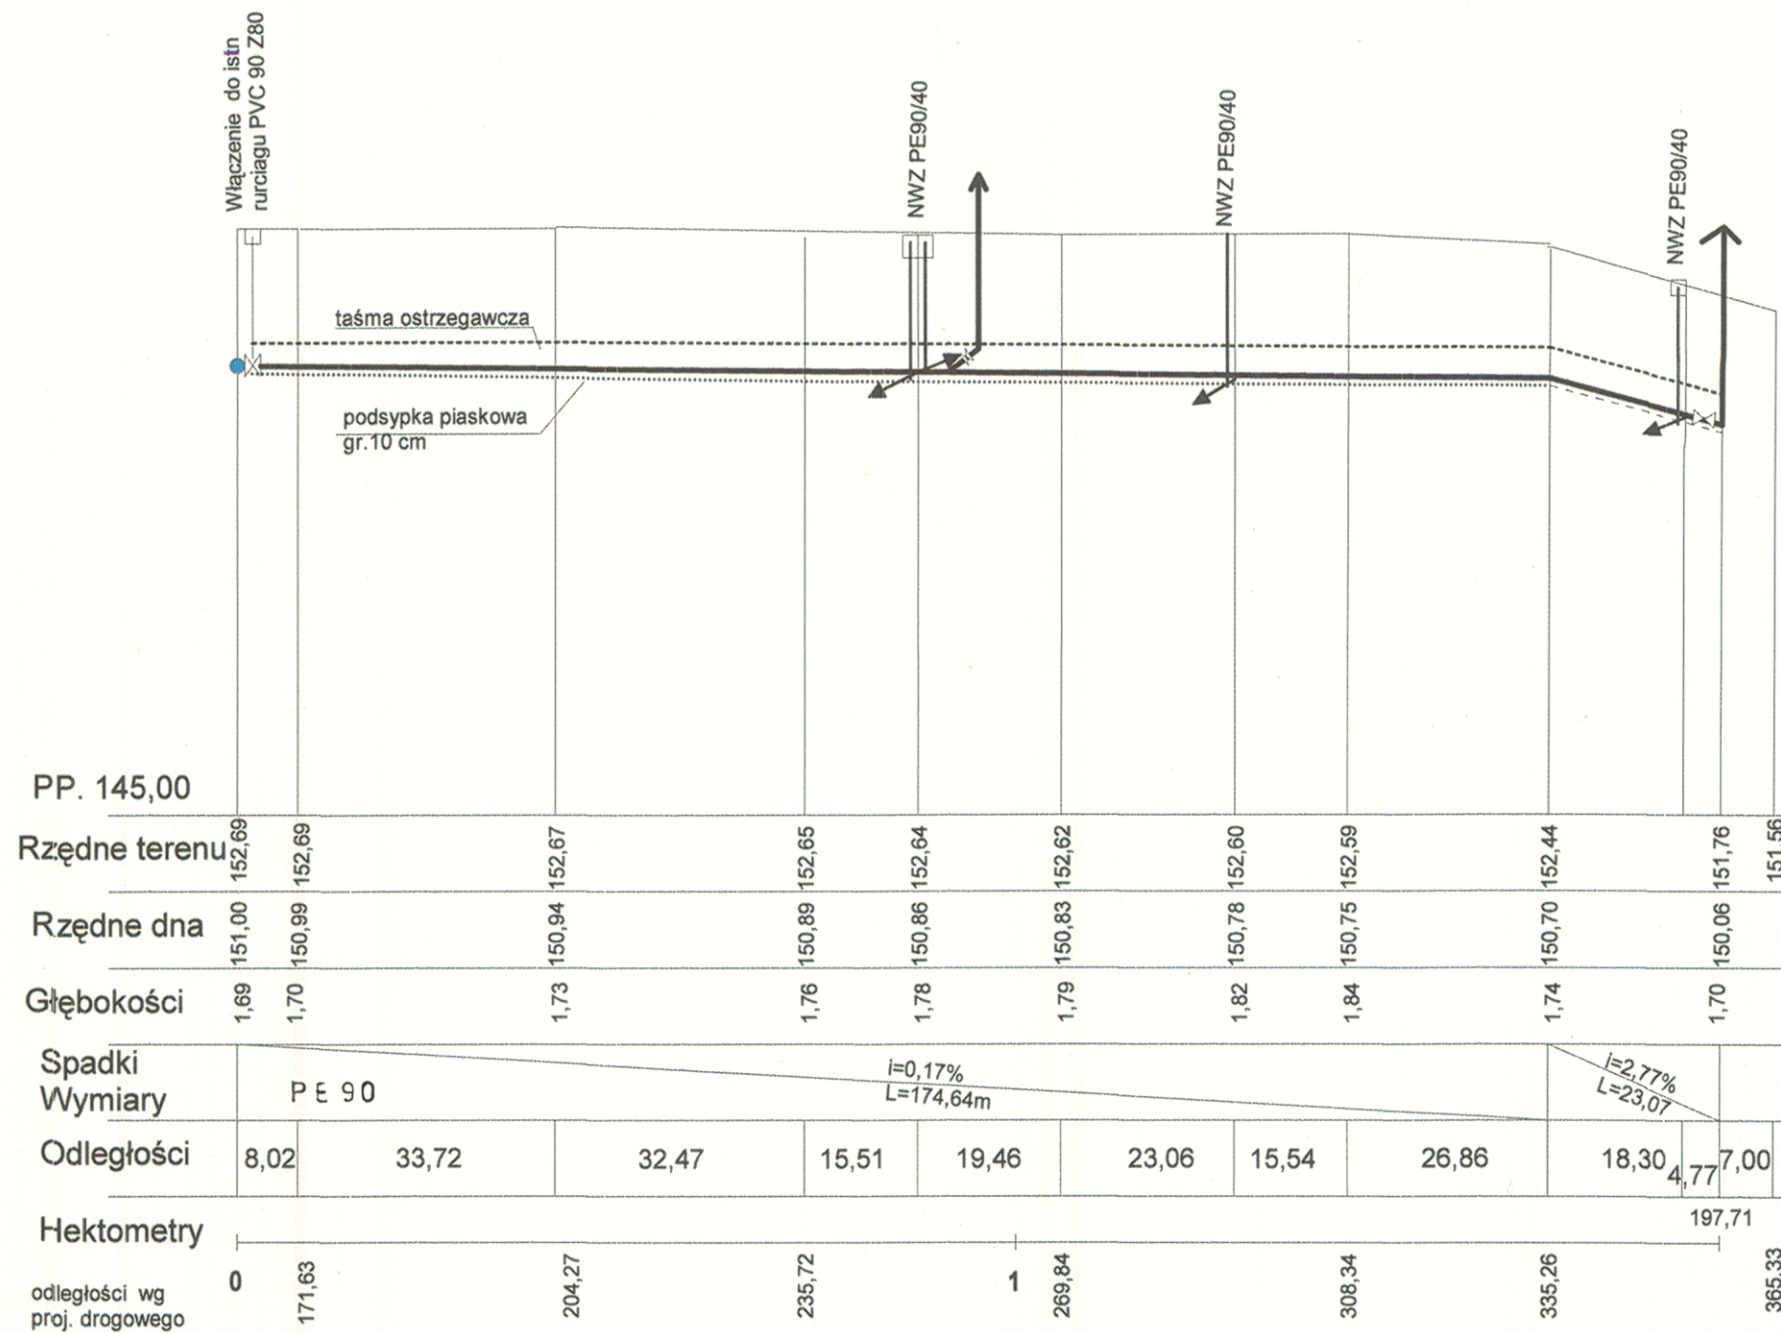 Włączenie do istn
rurciagu PVC 90 Z80
NWZ PE90/40
NWZ PE90/40
NWZ PE90/40
taśma ostrzegawcza
podsypka piaskowa
gr.10 cm
PP. 145,00
Rzędne terenu 152,69 152,69 152,67 152,65 152,64 152,62 152,60 152,59 152,44 151,76 151,56
Rzędne dna 151,00 150,99 150,94 150,89 150,86 150,83 150,78 150,75 150,70 150,06
Głębokości 1,69 1,70 1,73 1,76 1,78 1,79 1,82 1,84 1,74 1,70
Spadki
Wymiary
PE 90
i=0,17%
L=174,64m
i=2,77%
L=23,07
Odległości 8,02 33,72 32,47 15,51 19,46 23,06 15,54 26,86 18,30 4,77 7,00
Hektometry
197,71
0 1
odległości wg
proj. drogowego
171,63 204,27 235,72 269,84 308,34 335,26 365,33